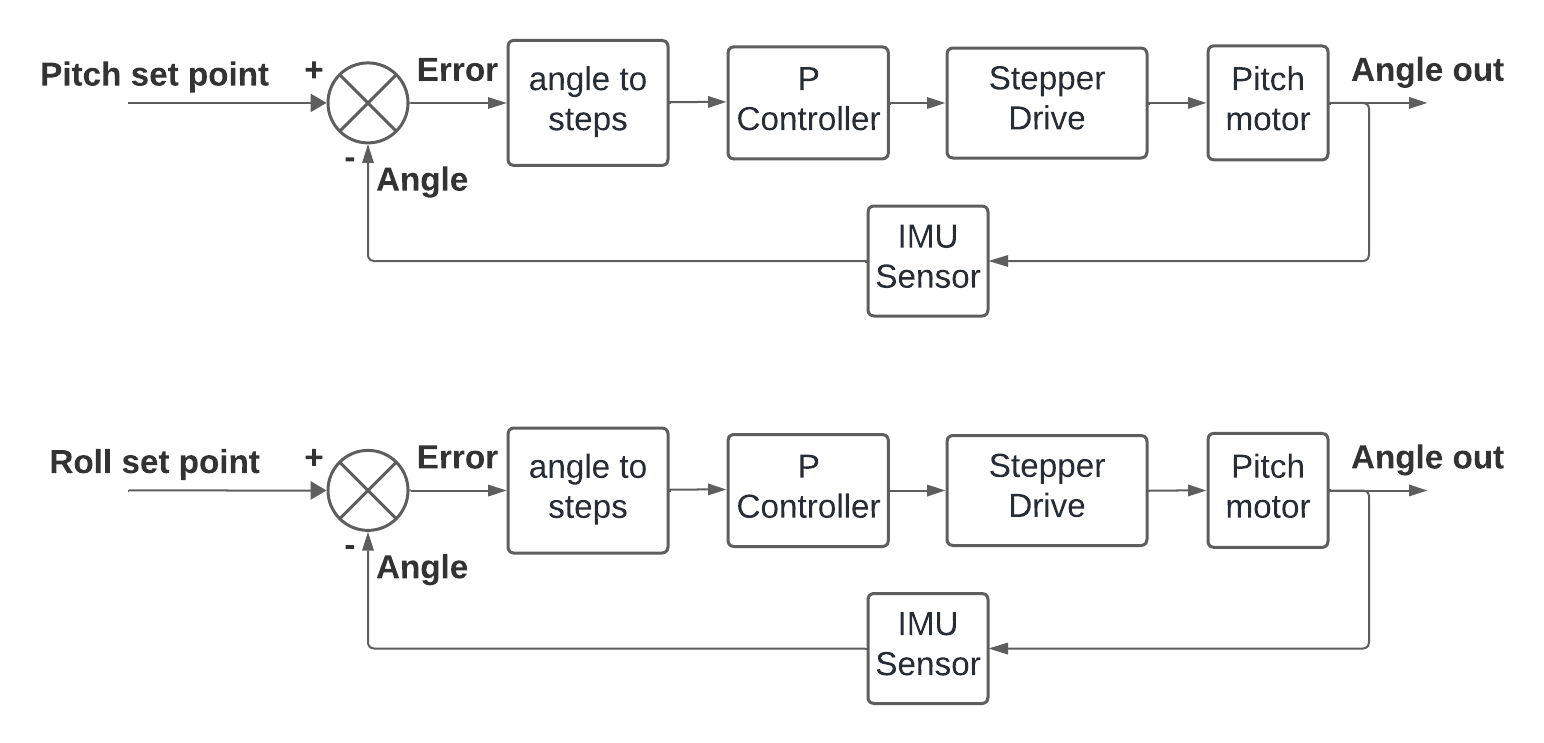 Pitch set point
+
Error
angle to
steps
P
Controller
Stepper
Drive
Pitch
motor
Angle out
-
Angle
IMU
Sensor
Roll set point
+
Error
angle to
steps
P
Controller
Stepper
Drive
Pitch
motor
Angle out
-
Angle
IMU
Sensor